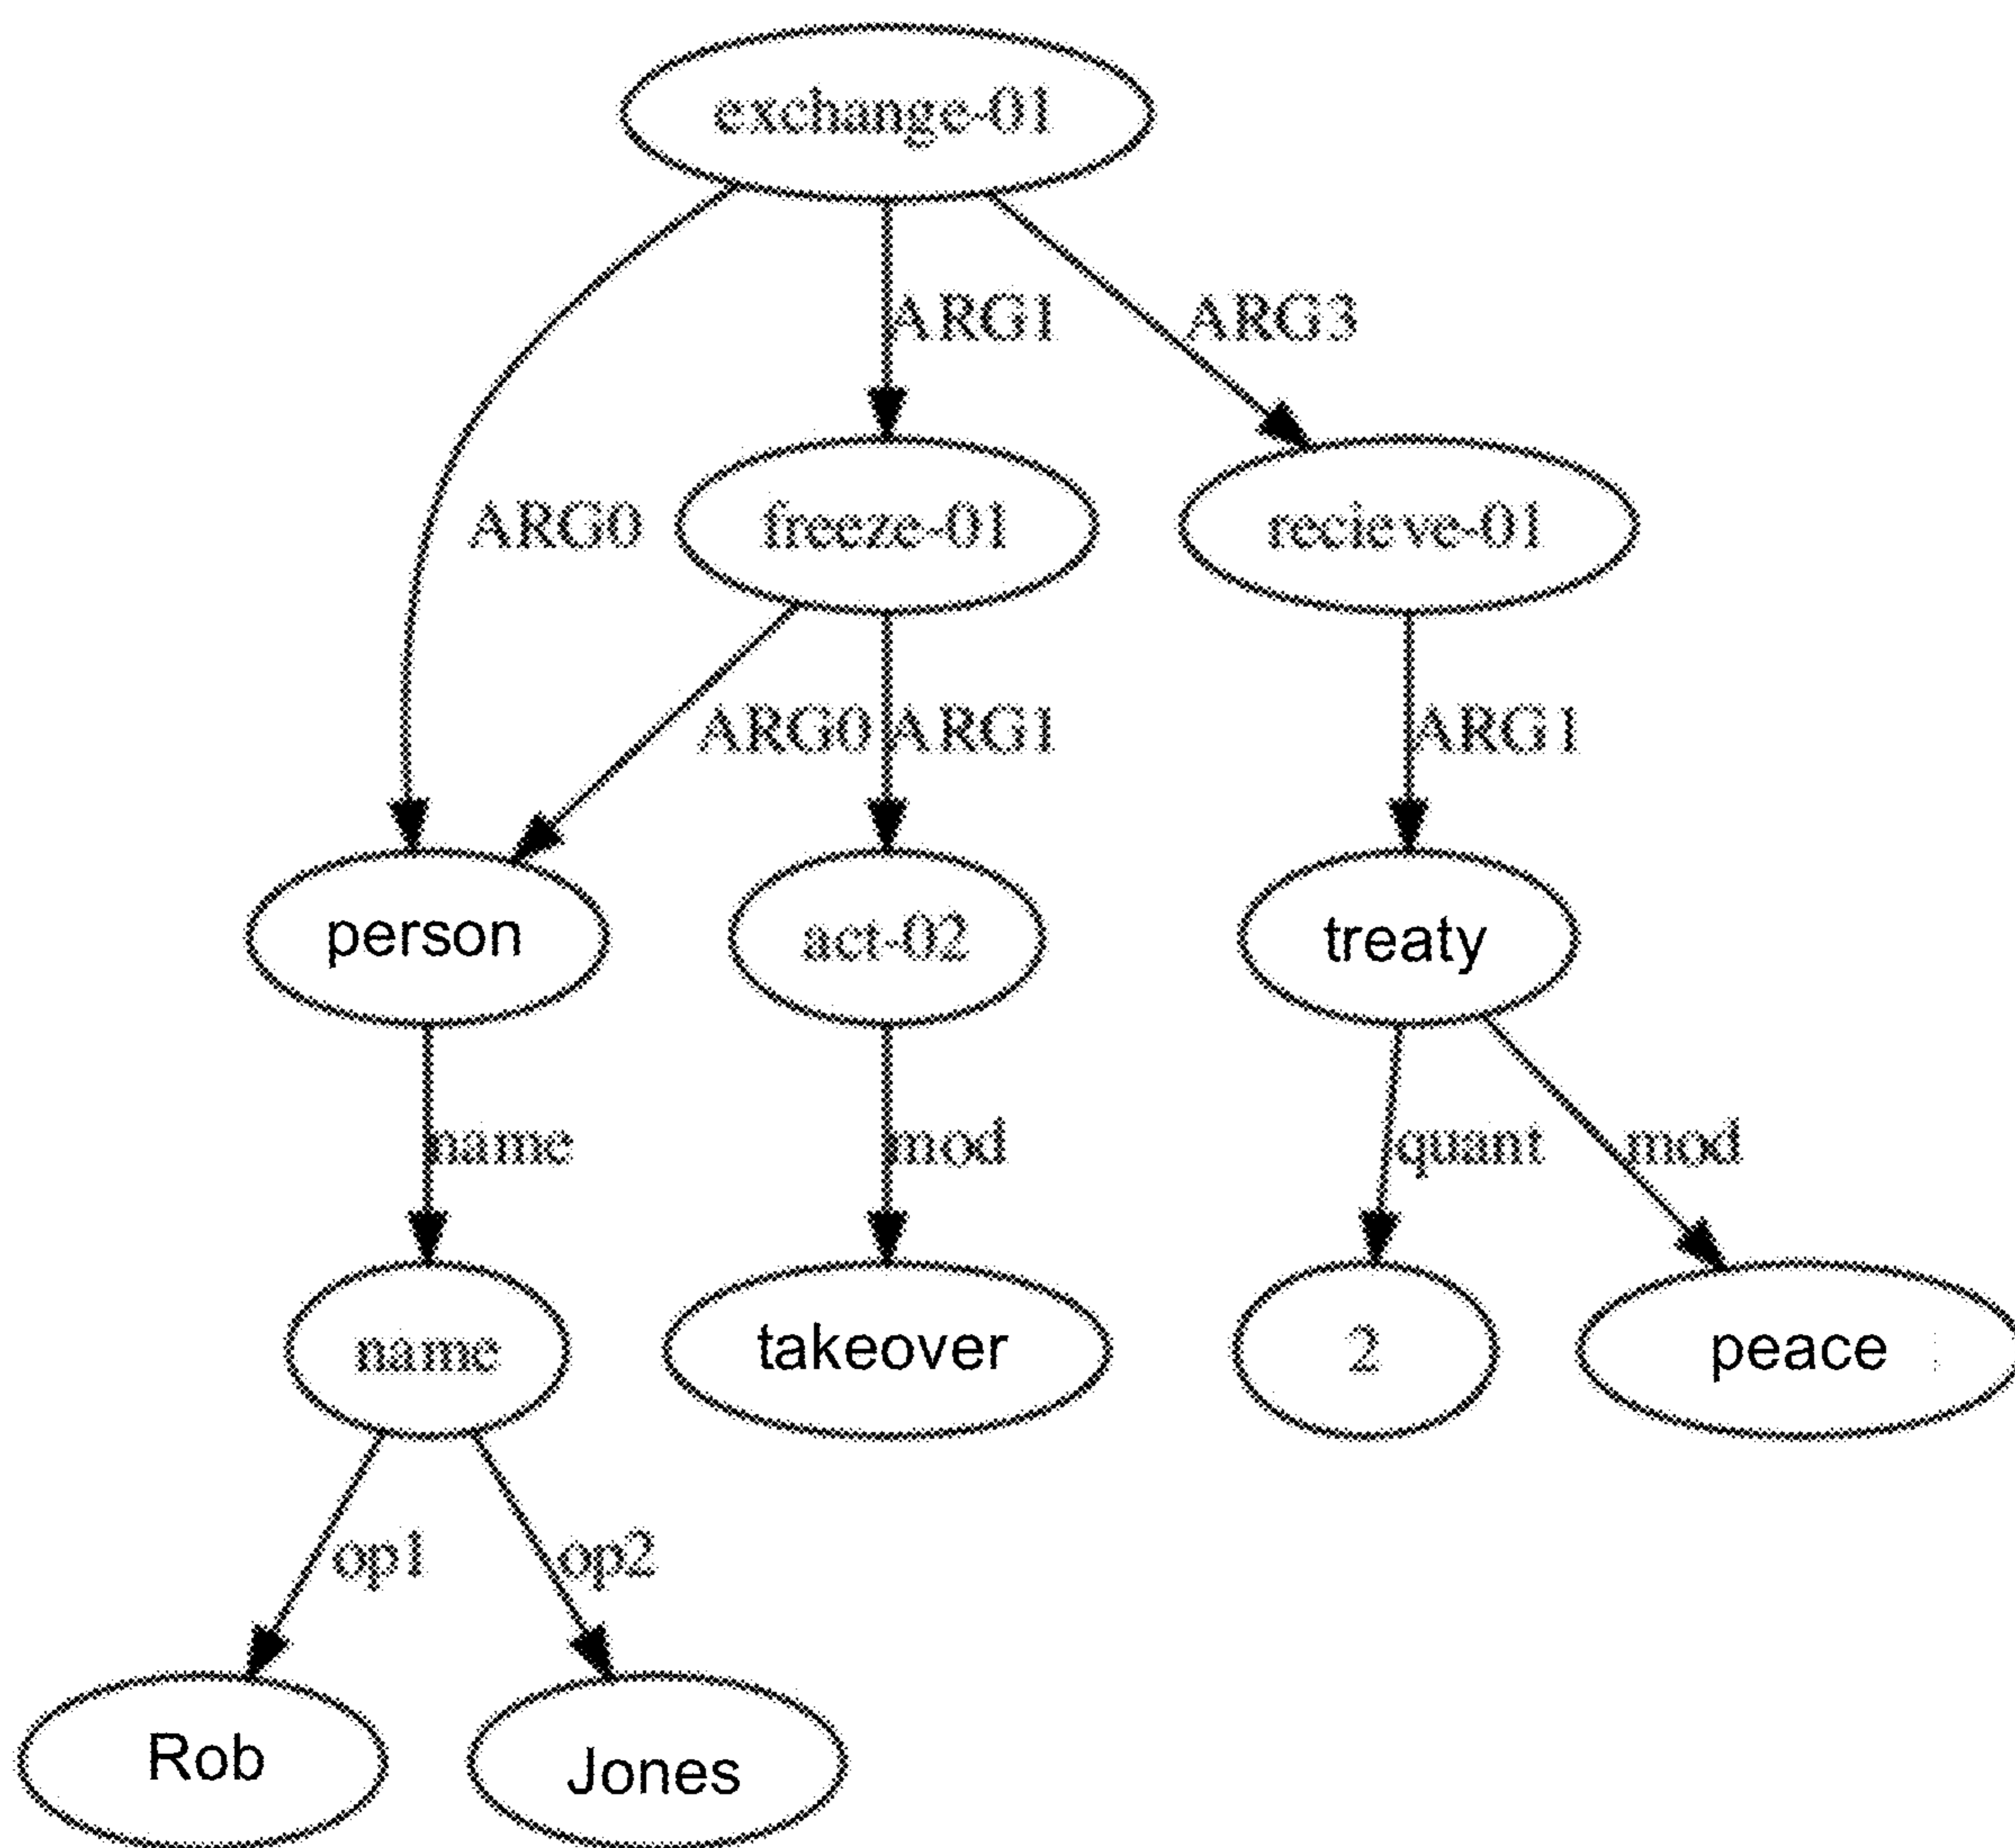 exchange-01
ARG1 ARG3
ARG0 freeze-01 recieve-01
ARG0 ARG1 ARG1
person act-02 treaty
name mod quant mod
name takeover 2 peace
op1 op2
Rob Jones